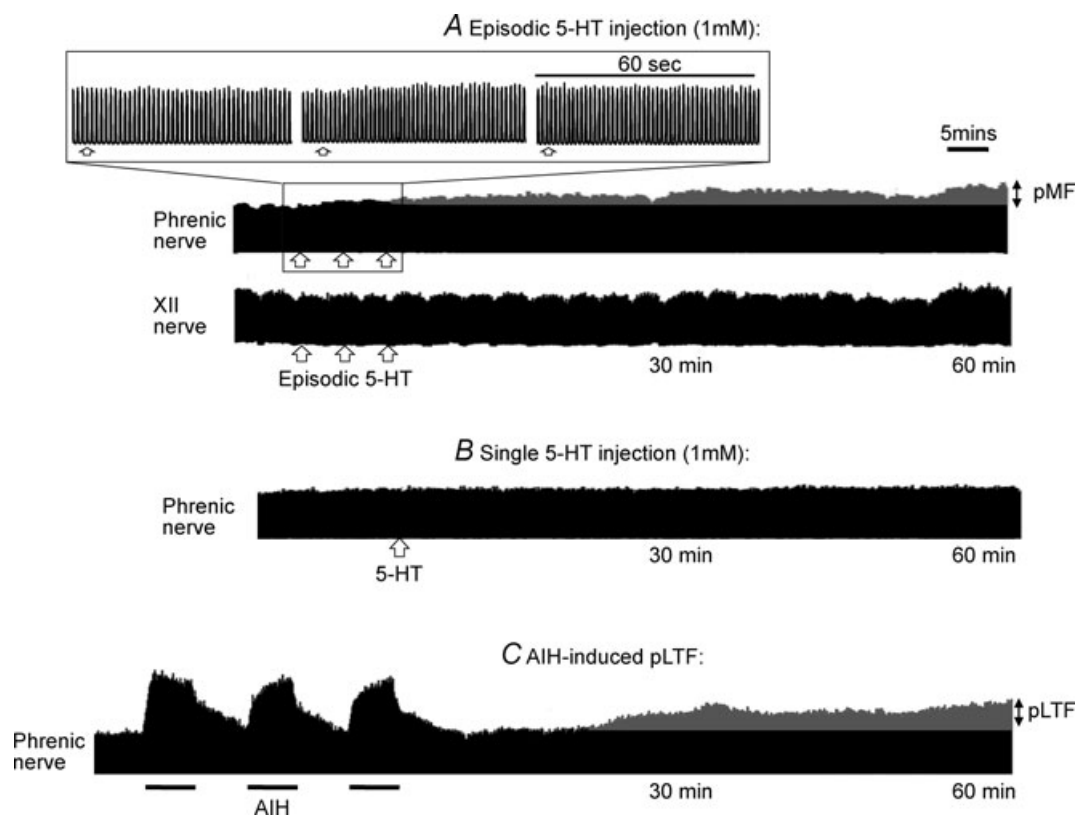 A Episodic 5-HT injection (1mM):
60 sec
5mins
pMF
Phrenic
nerve
XII
nerve
Episodic 5-HT
30 min
60 min
B Single 5-HT injection (1mM):
Phrenic
nerve
5-HT
30 min
60 min
C AIH-induced pLTF:
pLTF
Phrenic
nerve
AIH
30 min
60 min